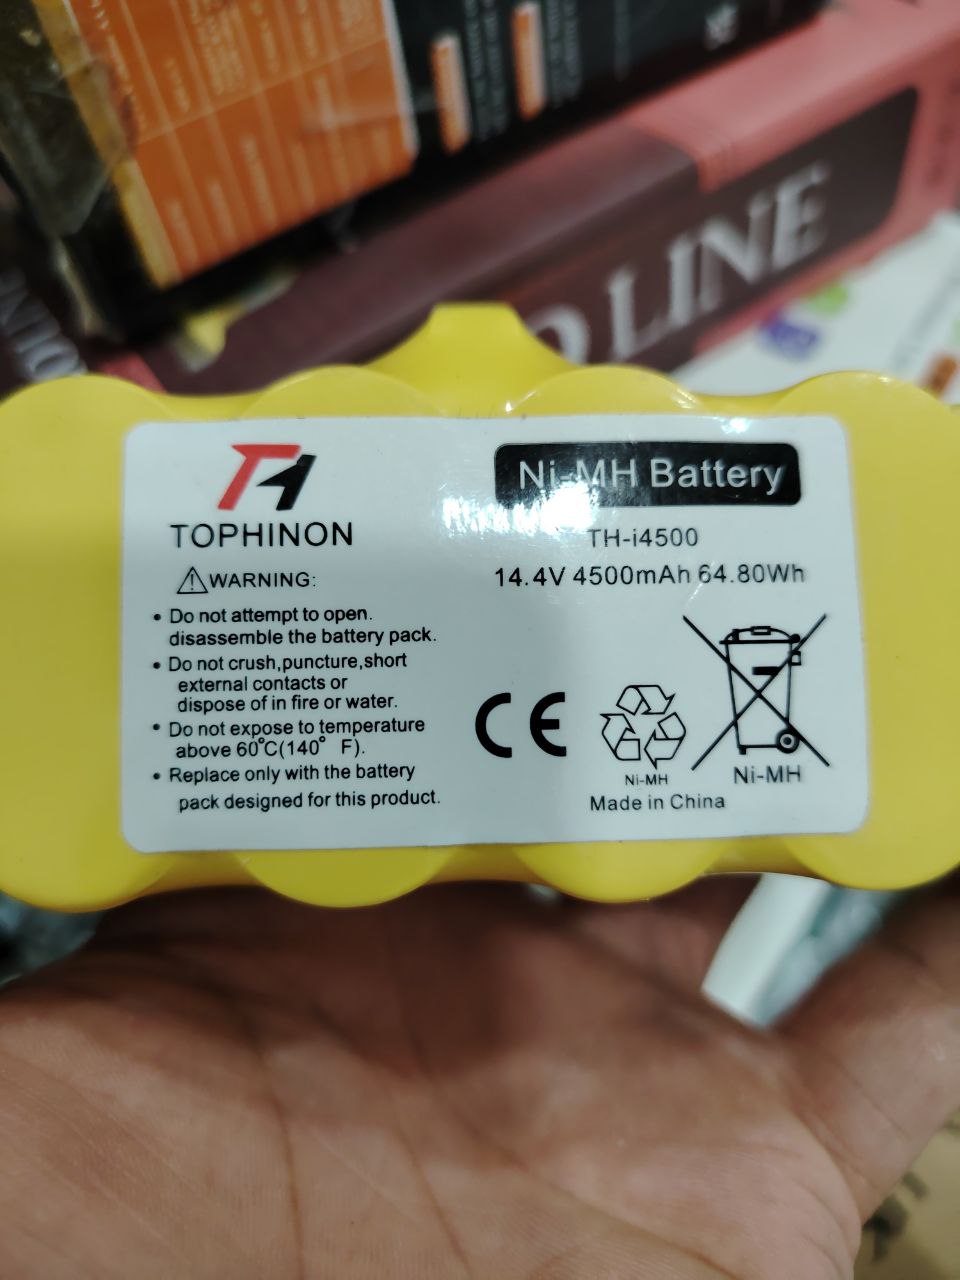 LINE
TOPHINON
WARNING:
• Do not attempt to open.
disassemble the battery pack.
• Do not crush,puncture,short
external contacts or
dispose of in fire or water.
• Do not expose to temperature
above 60°C(140° F).
• Replace only with the battery
pack designed for this product.
Ni-MH Battery
TH-i4500
14.4V 4500mAh 64.80Wh
CE
Ni-MH
Ni-MH
Made in China